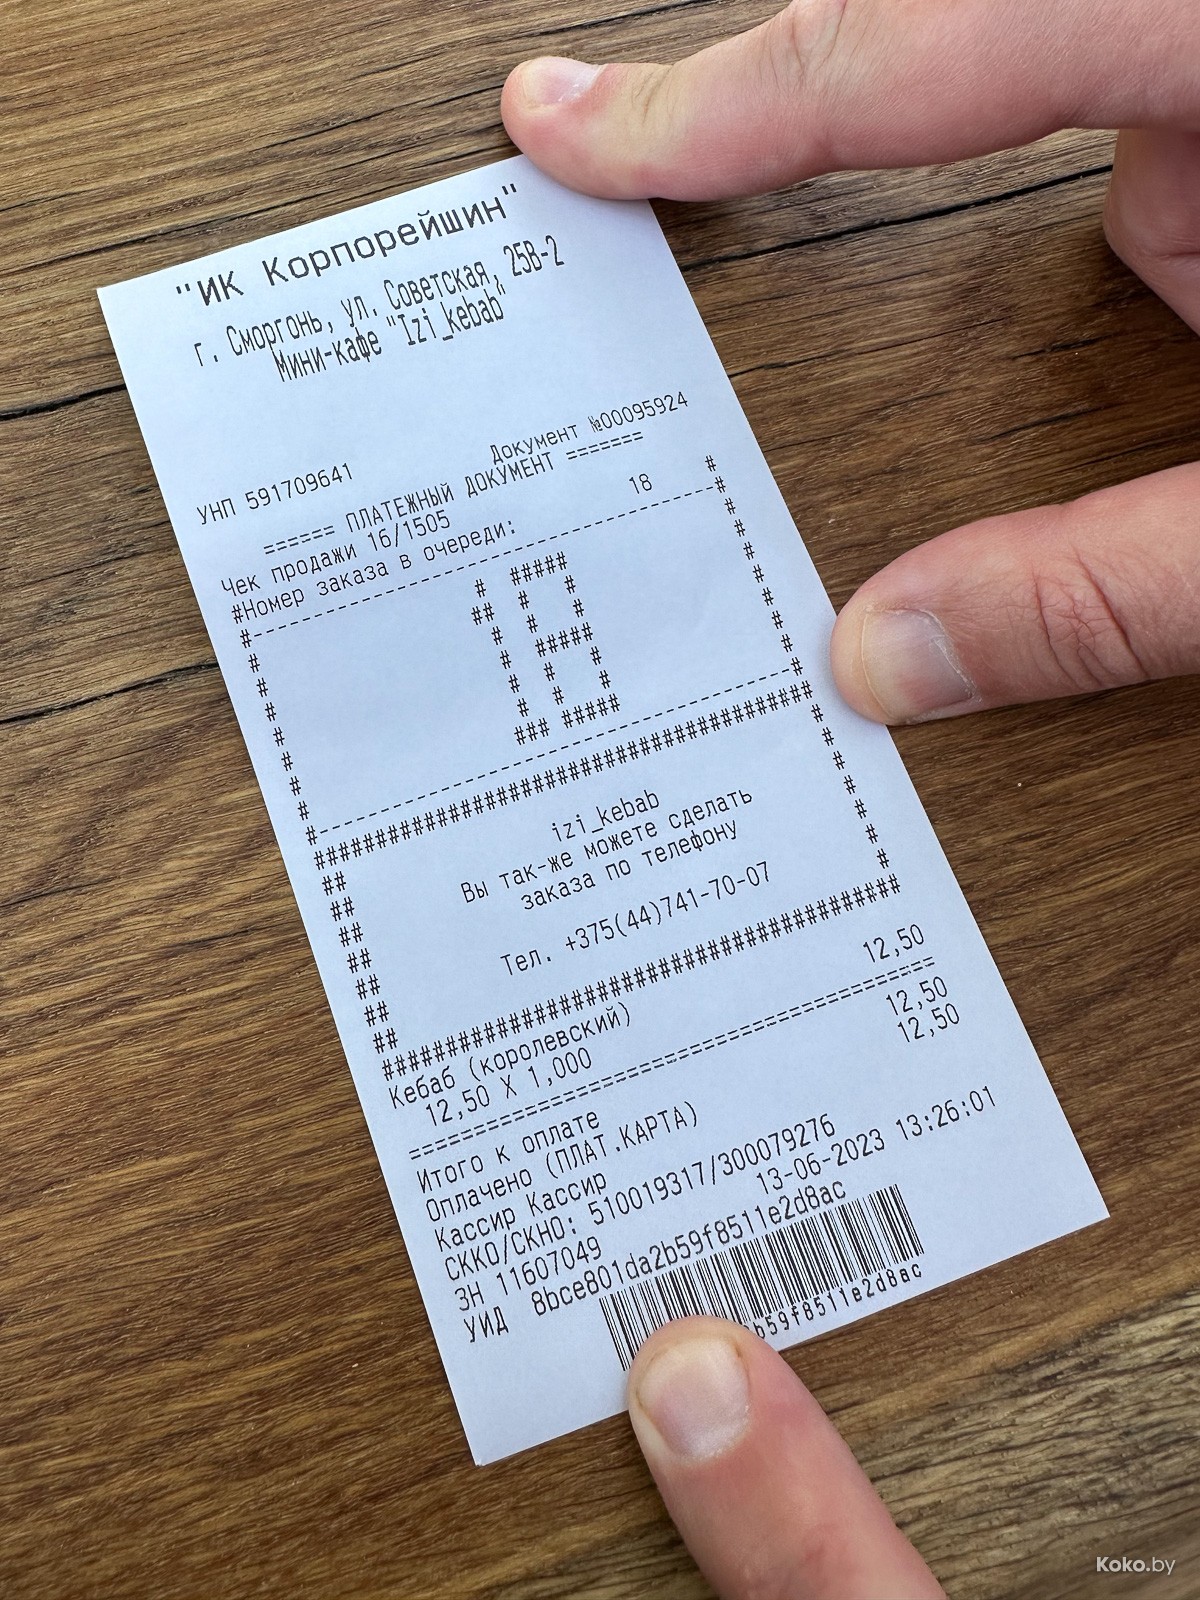 "ИК Корпорейшин"
г. Сморгонь, ул. Советская, 25В-2
Мини-кафе "Izi_kebab"
УНП 591709641 Документ №00095924
====== ПЛАТЕЖНЫЙ ДОКУМЕНТ =======
Чек продажи 16/1505
#Номер заказа в очереди: 18 #
18
izi_kebab
Вы так-же можете сделать
заказа по телефону
Тел. +375(44)741-70-07
Кебаб (королевский) 12,50
12,50 X 1,000
Итого к оплате 12,50
Оплачено (ПЛАТ.КАРТА) 12,50
Кассир Кассир
СККО/СКНО: 510019317/300079276
ЗН 11607049 13-06-2023 13:26:01
УИД 8bce801da2b59f8511e2d8ac
b59f8511e2d8ac
Koko.by